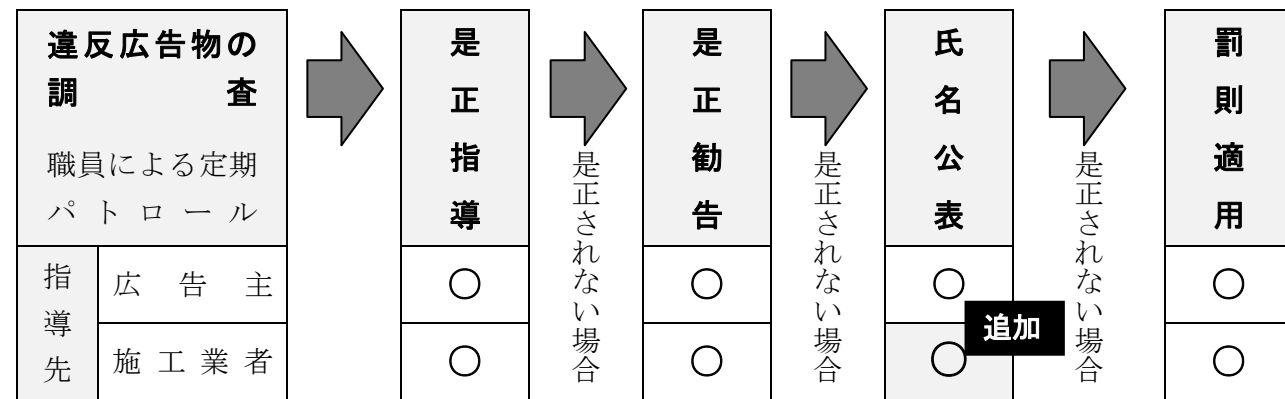 違反広告物の
調査
職員による定期
パトロール
是正指導
是正されない場合
是正勧告
是正されない場合
氏名公表
是正されない場合
罰則適用
指導先
広告主
〇
〇
〇
〇
施工業者
〇
〇
〇
追加
〇